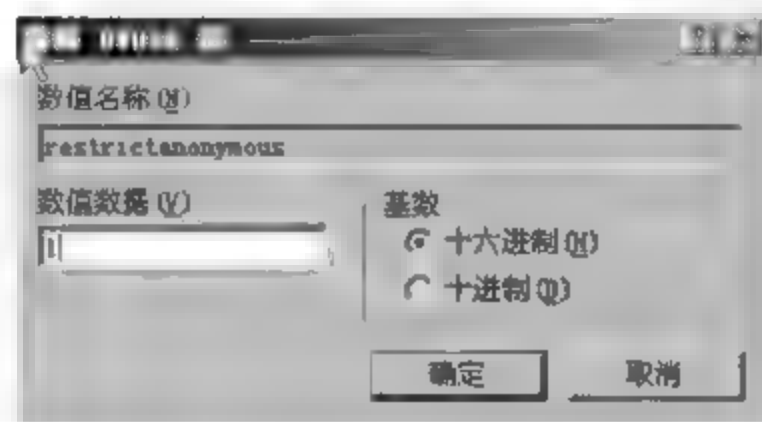 数值名称(N)
restrictanonymous
数值数据(V)
1
基数
十六进制(H)
十进制(D)
确定
取消